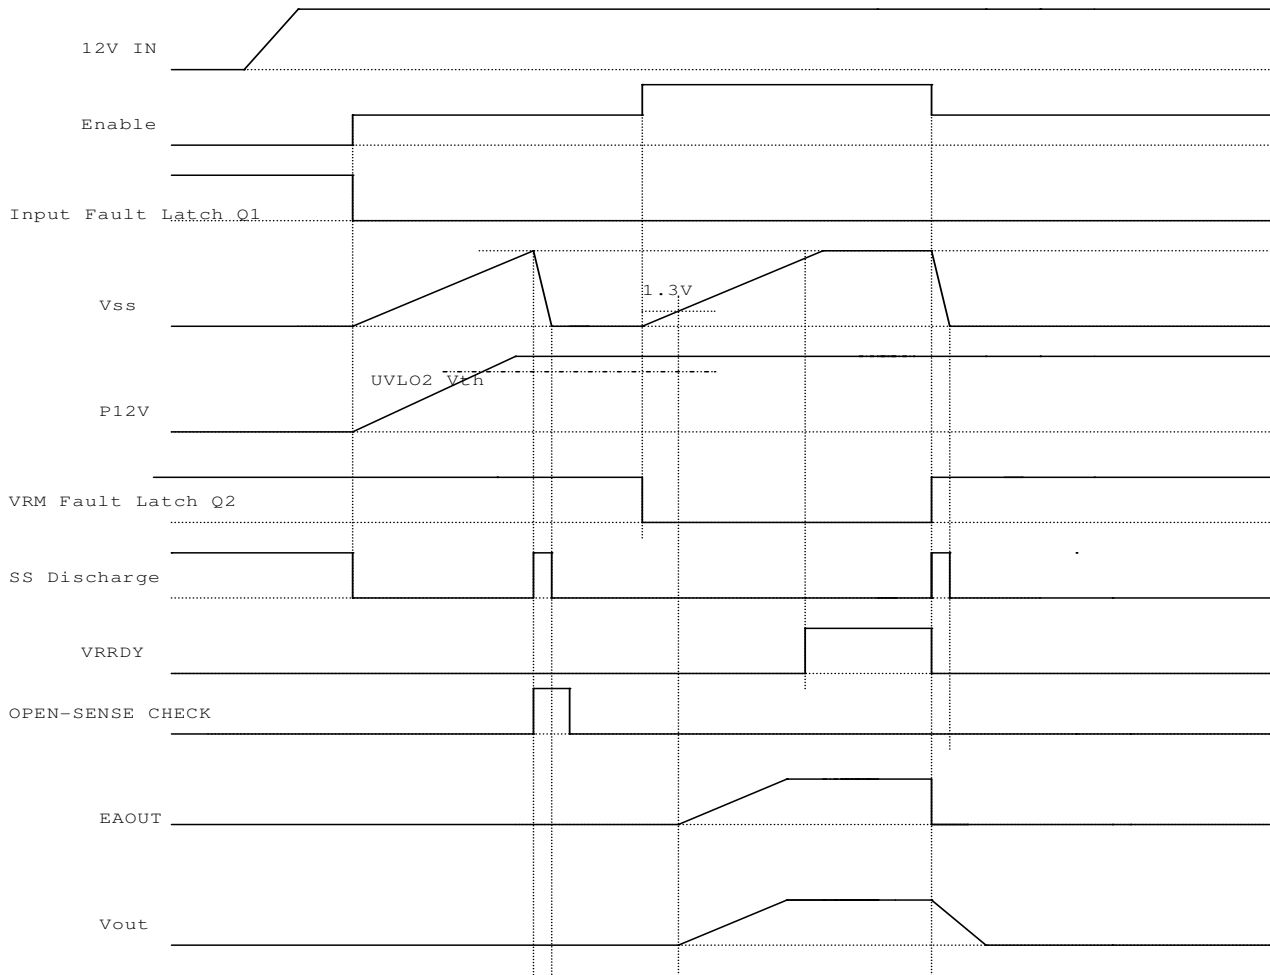 12V IN
Enable
Input Fault Latch Q1
1.3V
Vss
UVLO2 Vth
P12V
VRM Fault Latch Q2
SS Discharge
VRRDY
OPEN-SENSE CHECK
EAOUT
Vout